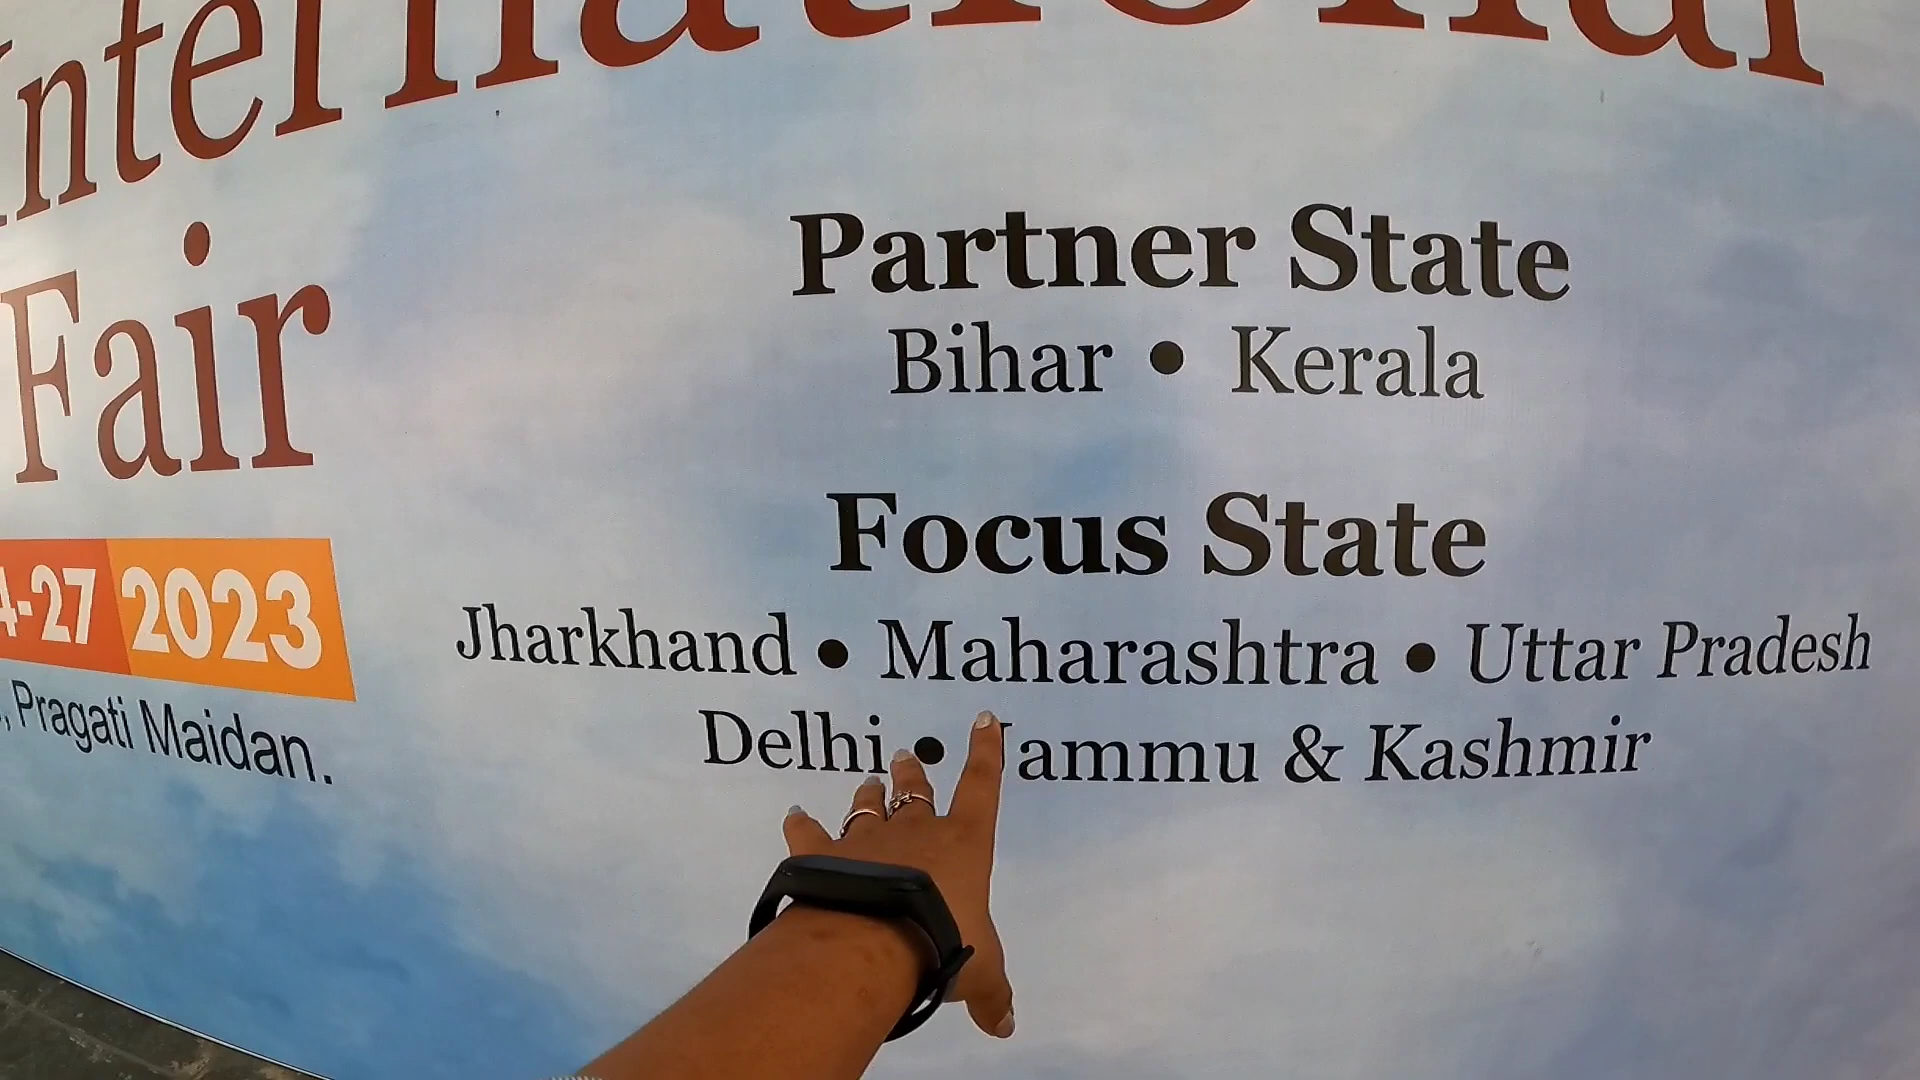 International
Fair
4-27 2023
, Pragati Maidan.
Partner State
Bihar • Kerala
Focus State
Jharkhand • Maharashtra • Uttar Pradesh
Delhi • Jammu & Kashmir